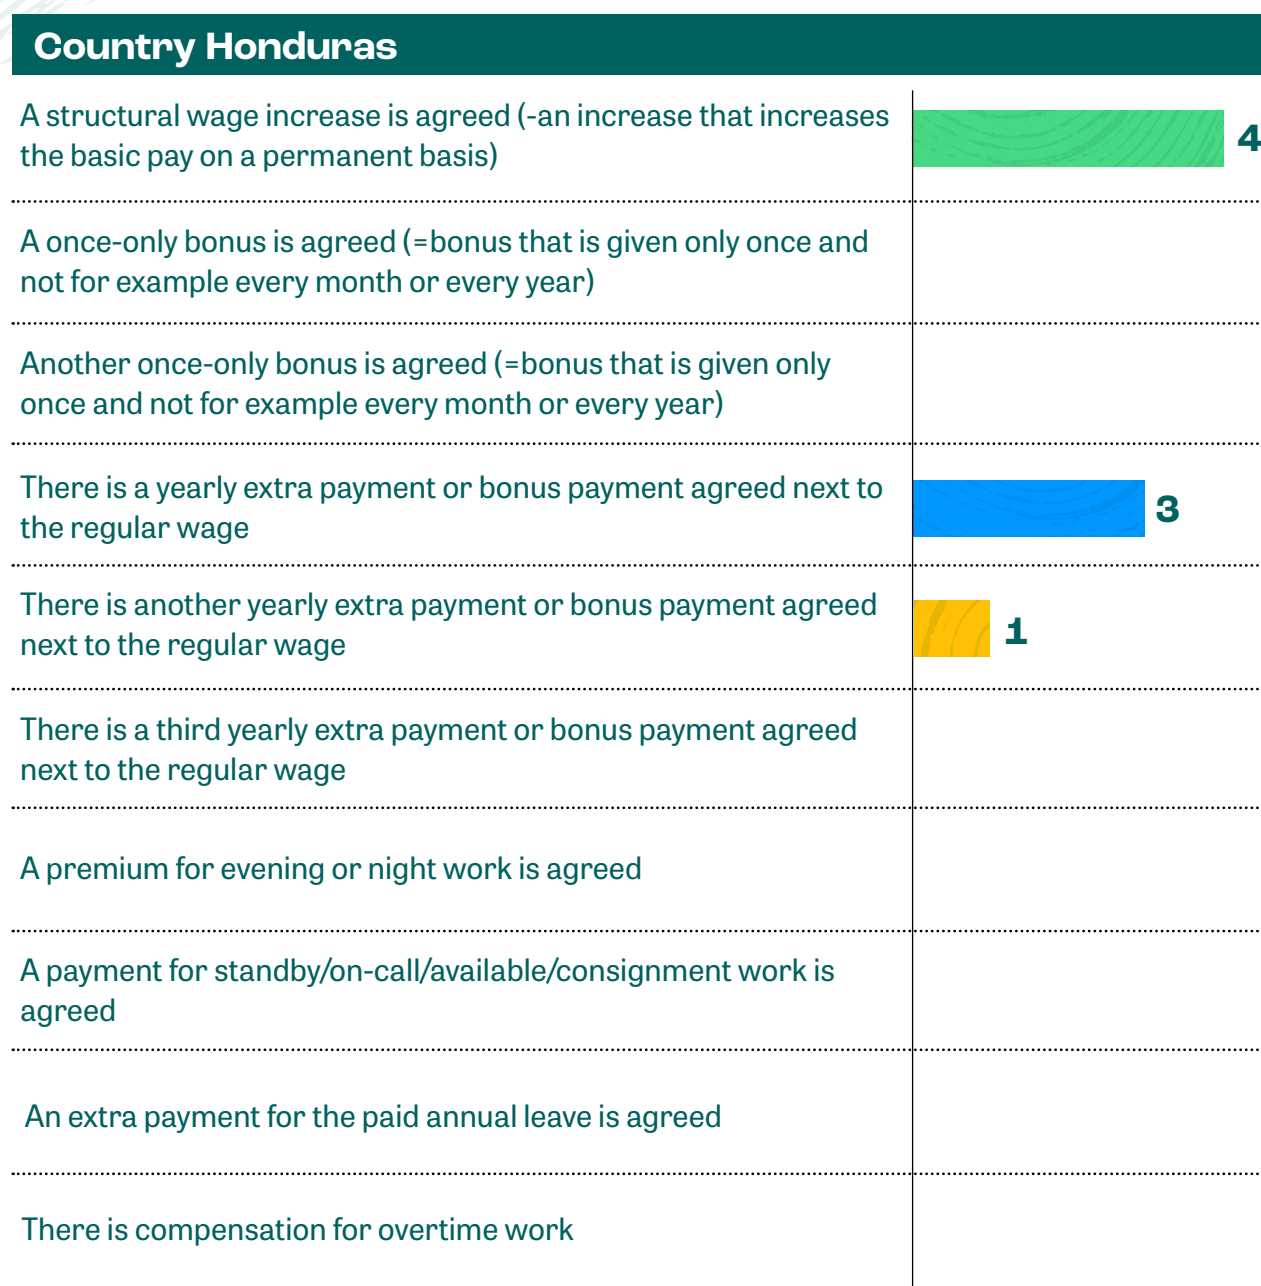 Country Honduras
A structural wage increase is agreed (-an increase that increases
the basic pay on a permanent basis)
4
A once-only bonus is agreed (=bonus that is given only once and
not for example every month or every year)
Another once-only bonus is agreed (=bonus that is given only
once and not for example every month or every year)
There is a yearly extra payment or bonus payment agreed next to
the regular wage
3
There is another yearly extra payment or bonus payment agreed
next to the regular wage
1
There is a third yearly extra payment or bonus payment agreed
next to the regular wage
A premium for evening or night work is agreed
A payment for standby/on-call/available/consignment work is
agreed
An extra payment for the paid annual leave is agreed
There is compensation for overtime work